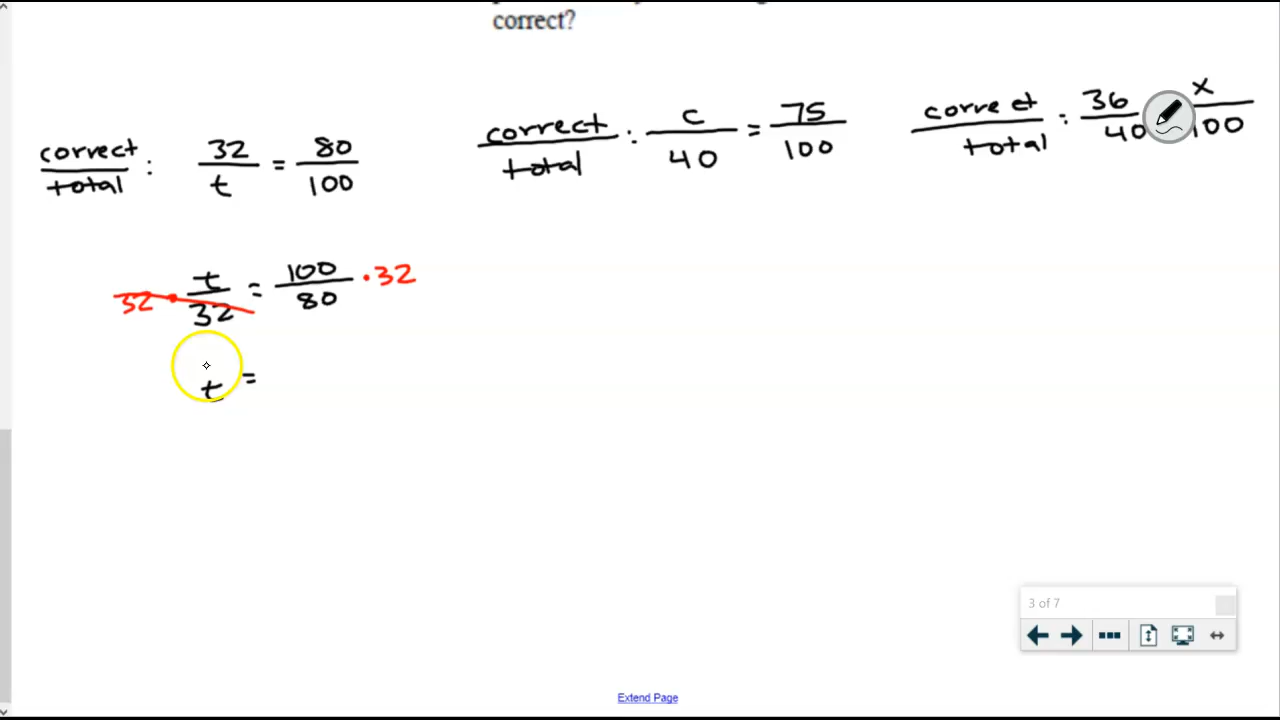 correct?
correct/total : 32/t = 80/100
correct/total : c/40 = 75/100
correct/total : 36/40 x/100
32 · t/32 = 100/80 · 32
t =
3 of 7
Extend Page